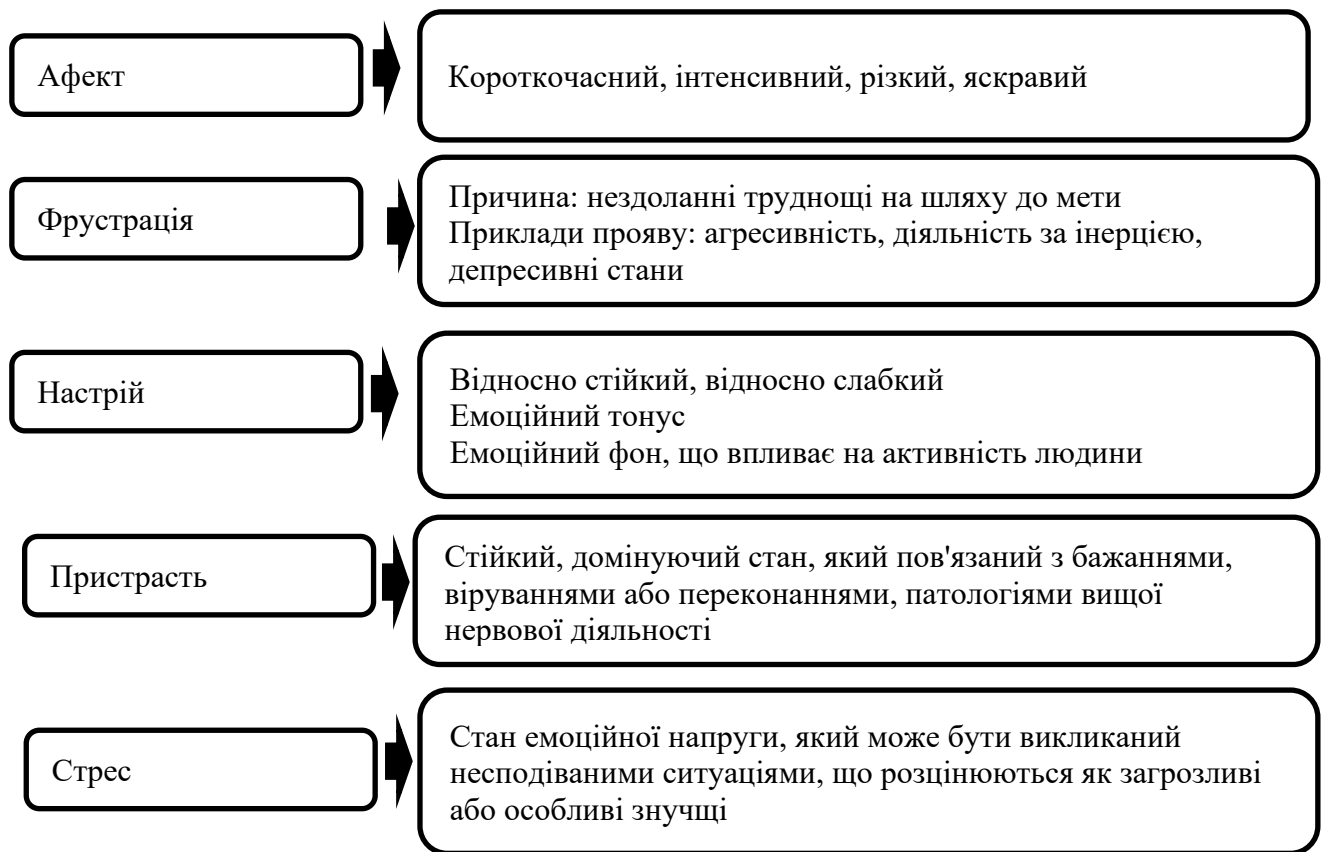 Афект
Короткочасний, інтенсивний, різкий, яскравий
Фрустрація
Причина: нездоланні труднощі на шляху до мети
Приклади прояву: агресивність, діяльність за інерцією,
депресивні стани
Настрій
Відносно стійкий, відносно слабкий
Емоційний тонус
Емоційний фон, що впливає на активність людини
Пристрасть
Стійкий, домінуючий стан, який пов'язаний з бажаннями,
віруваннями або переконаннями, патологіями вищої
нервової діяльності
Стрес
Стан емоційної напруги, який може бути викликаний
несподіваними ситуаціями, що розцінюються як загрозливі
або особливі знучщі